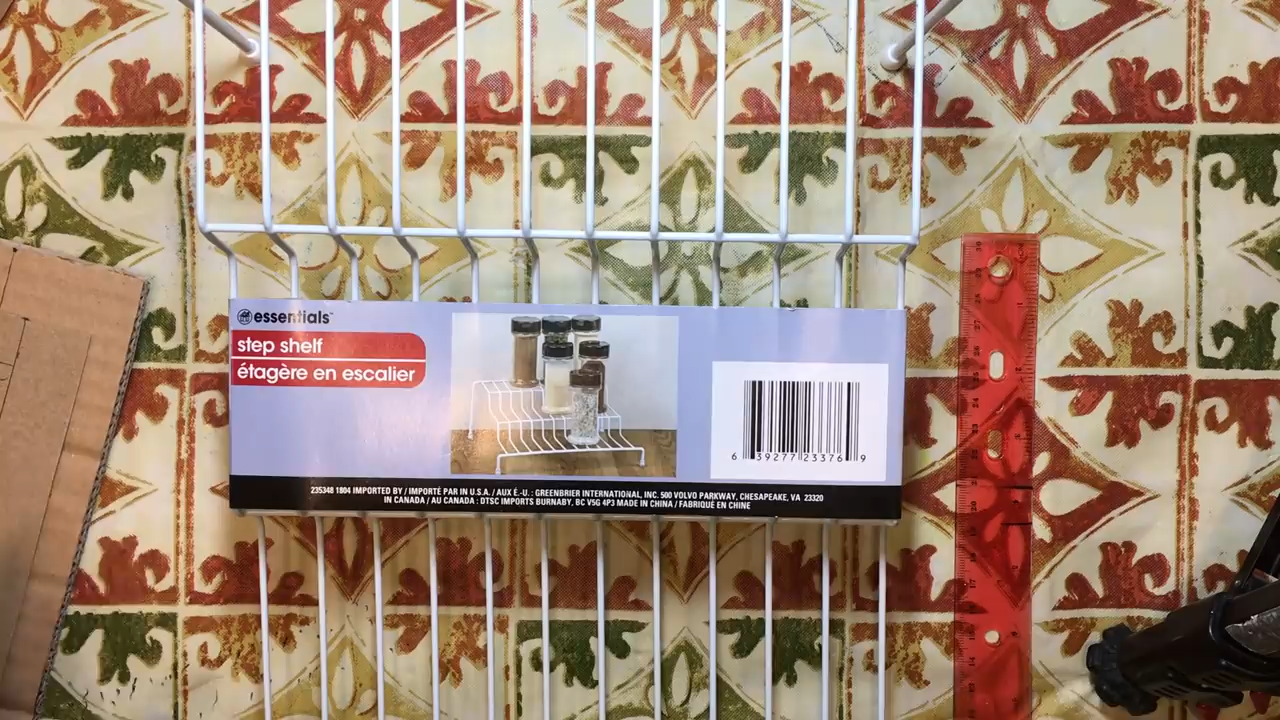 essentials™
step shelf
étagère en escalier
6 39277 23376 9
235348 1804 IMPORTED BY / IMPORTÉ PAR IN U.S.A. / AUX É.-U. : GREENBRIER INTERNATIONAL, INC. 500 VOLVO PARKWAY, CHESAPEAKE, VA 23320
IN CANADA / AU CANADA : DTSC IMPORTS BURNABY, BC V5G 4P3 MADE IN CHINA / FABRIQUÉ EN CHINE